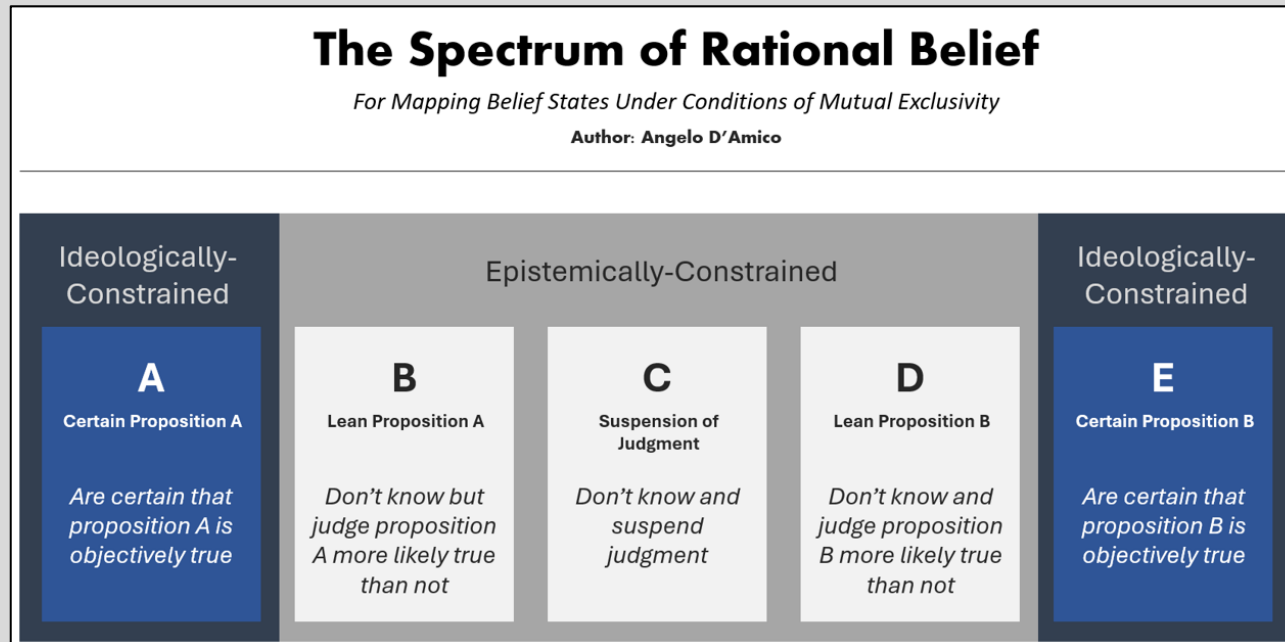 The Spectrum of Rational Belief
For Mapping Belief States Under Conditions of Mutual Exclusivity
Author: Angelo D’Amico
Ideologically-
Constrained
Epistemically-Constrained
Ideologically-
Constrained
A
Certain Proposition A
Are certain that
proposition A is
objectively true
B
Lean Proposition A
Don’t know but
judge proposition
A more likely true
than not
C
Suspension of
Judgment
Don’t know and
suspend
judgment
D
Lean Proposition B
Don’t know and
judge proposition
B more likely true
than not
E
Certain Proposition B
Are certain that
proposition B is
objectively true